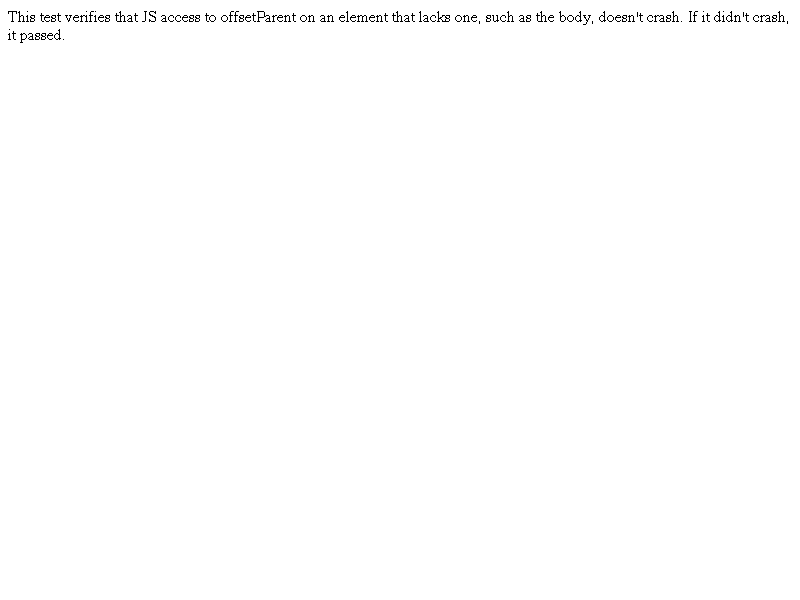 This test verifies that JS access to offsetParent on an element that lacks one, such as the body, doesn't crash. If it didn't crash,
it passed.